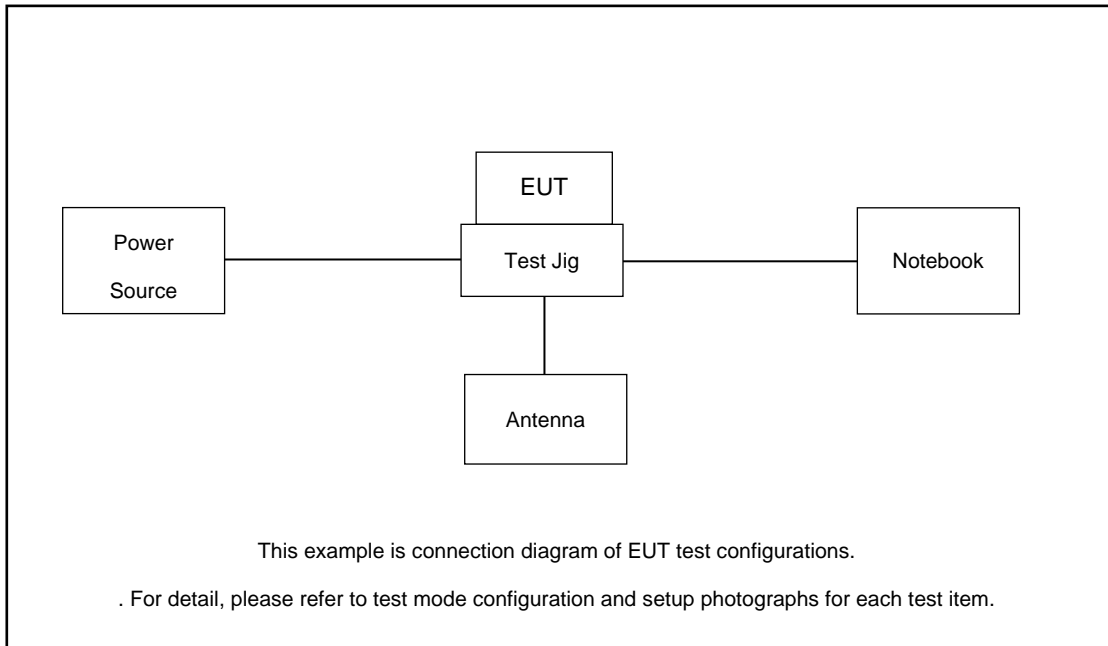 EUT
Power
Source
Test Jig
Notebook
Antenna
This example is connection diagram of EUT test configurations.
. For detail, please refer to test mode configuration and setup photographs for each test item.